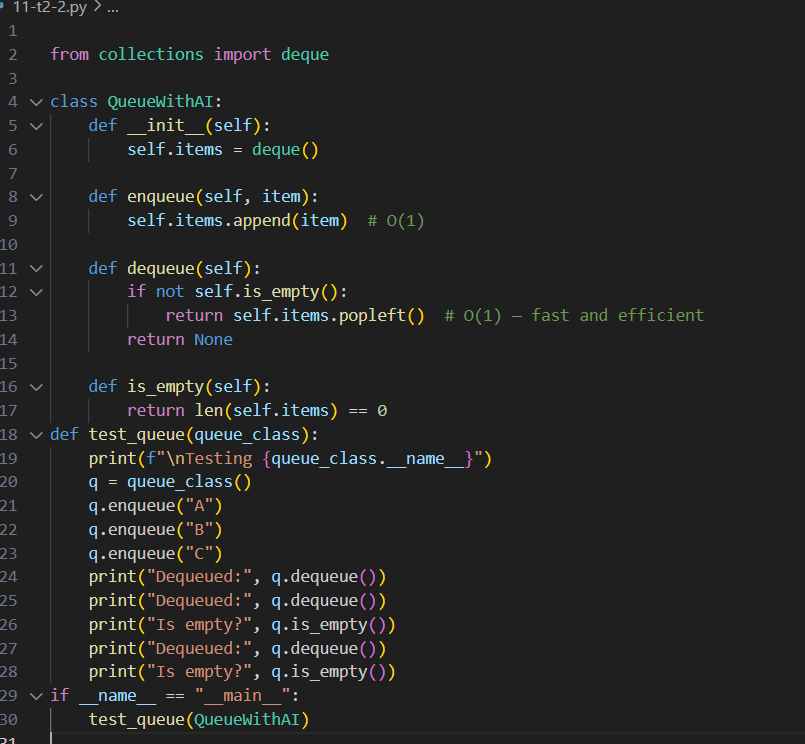 11-t2-2.py > ...
1
2 from collections import deque
3
4 class QueueWithAI:
5     def __init__(self):
6         self.items = deque()
7
8     def enqueue(self, item):
9         self.items.append(item)  # O(1)
10
11     def dequeue(self):
12         if not self.is_empty():
13             return self.items.popleft()  # O(1) – fast and efficient
14         return None
15
16     def is_empty(self):
17         return len(self.items) == 0
18 def test_queue(queue_class):
19     print(f"\nTesting {queue_class.__name__}")
20     q = queue_class()
21     q.enqueue("A")
22     q.enqueue("B")
23     q.enqueue("C")
24     print("Dequeued:", q.dequeue())
25     print("Dequeued:", q.dequeue())
26     print("Is empty?", q.is_empty())
27     print("Dequeued:", q.dequeue())
28     print("Is empty?", q.is_empty())
29 if __name__ == "__main__":
30     test_queue(QueueWithAI)
31